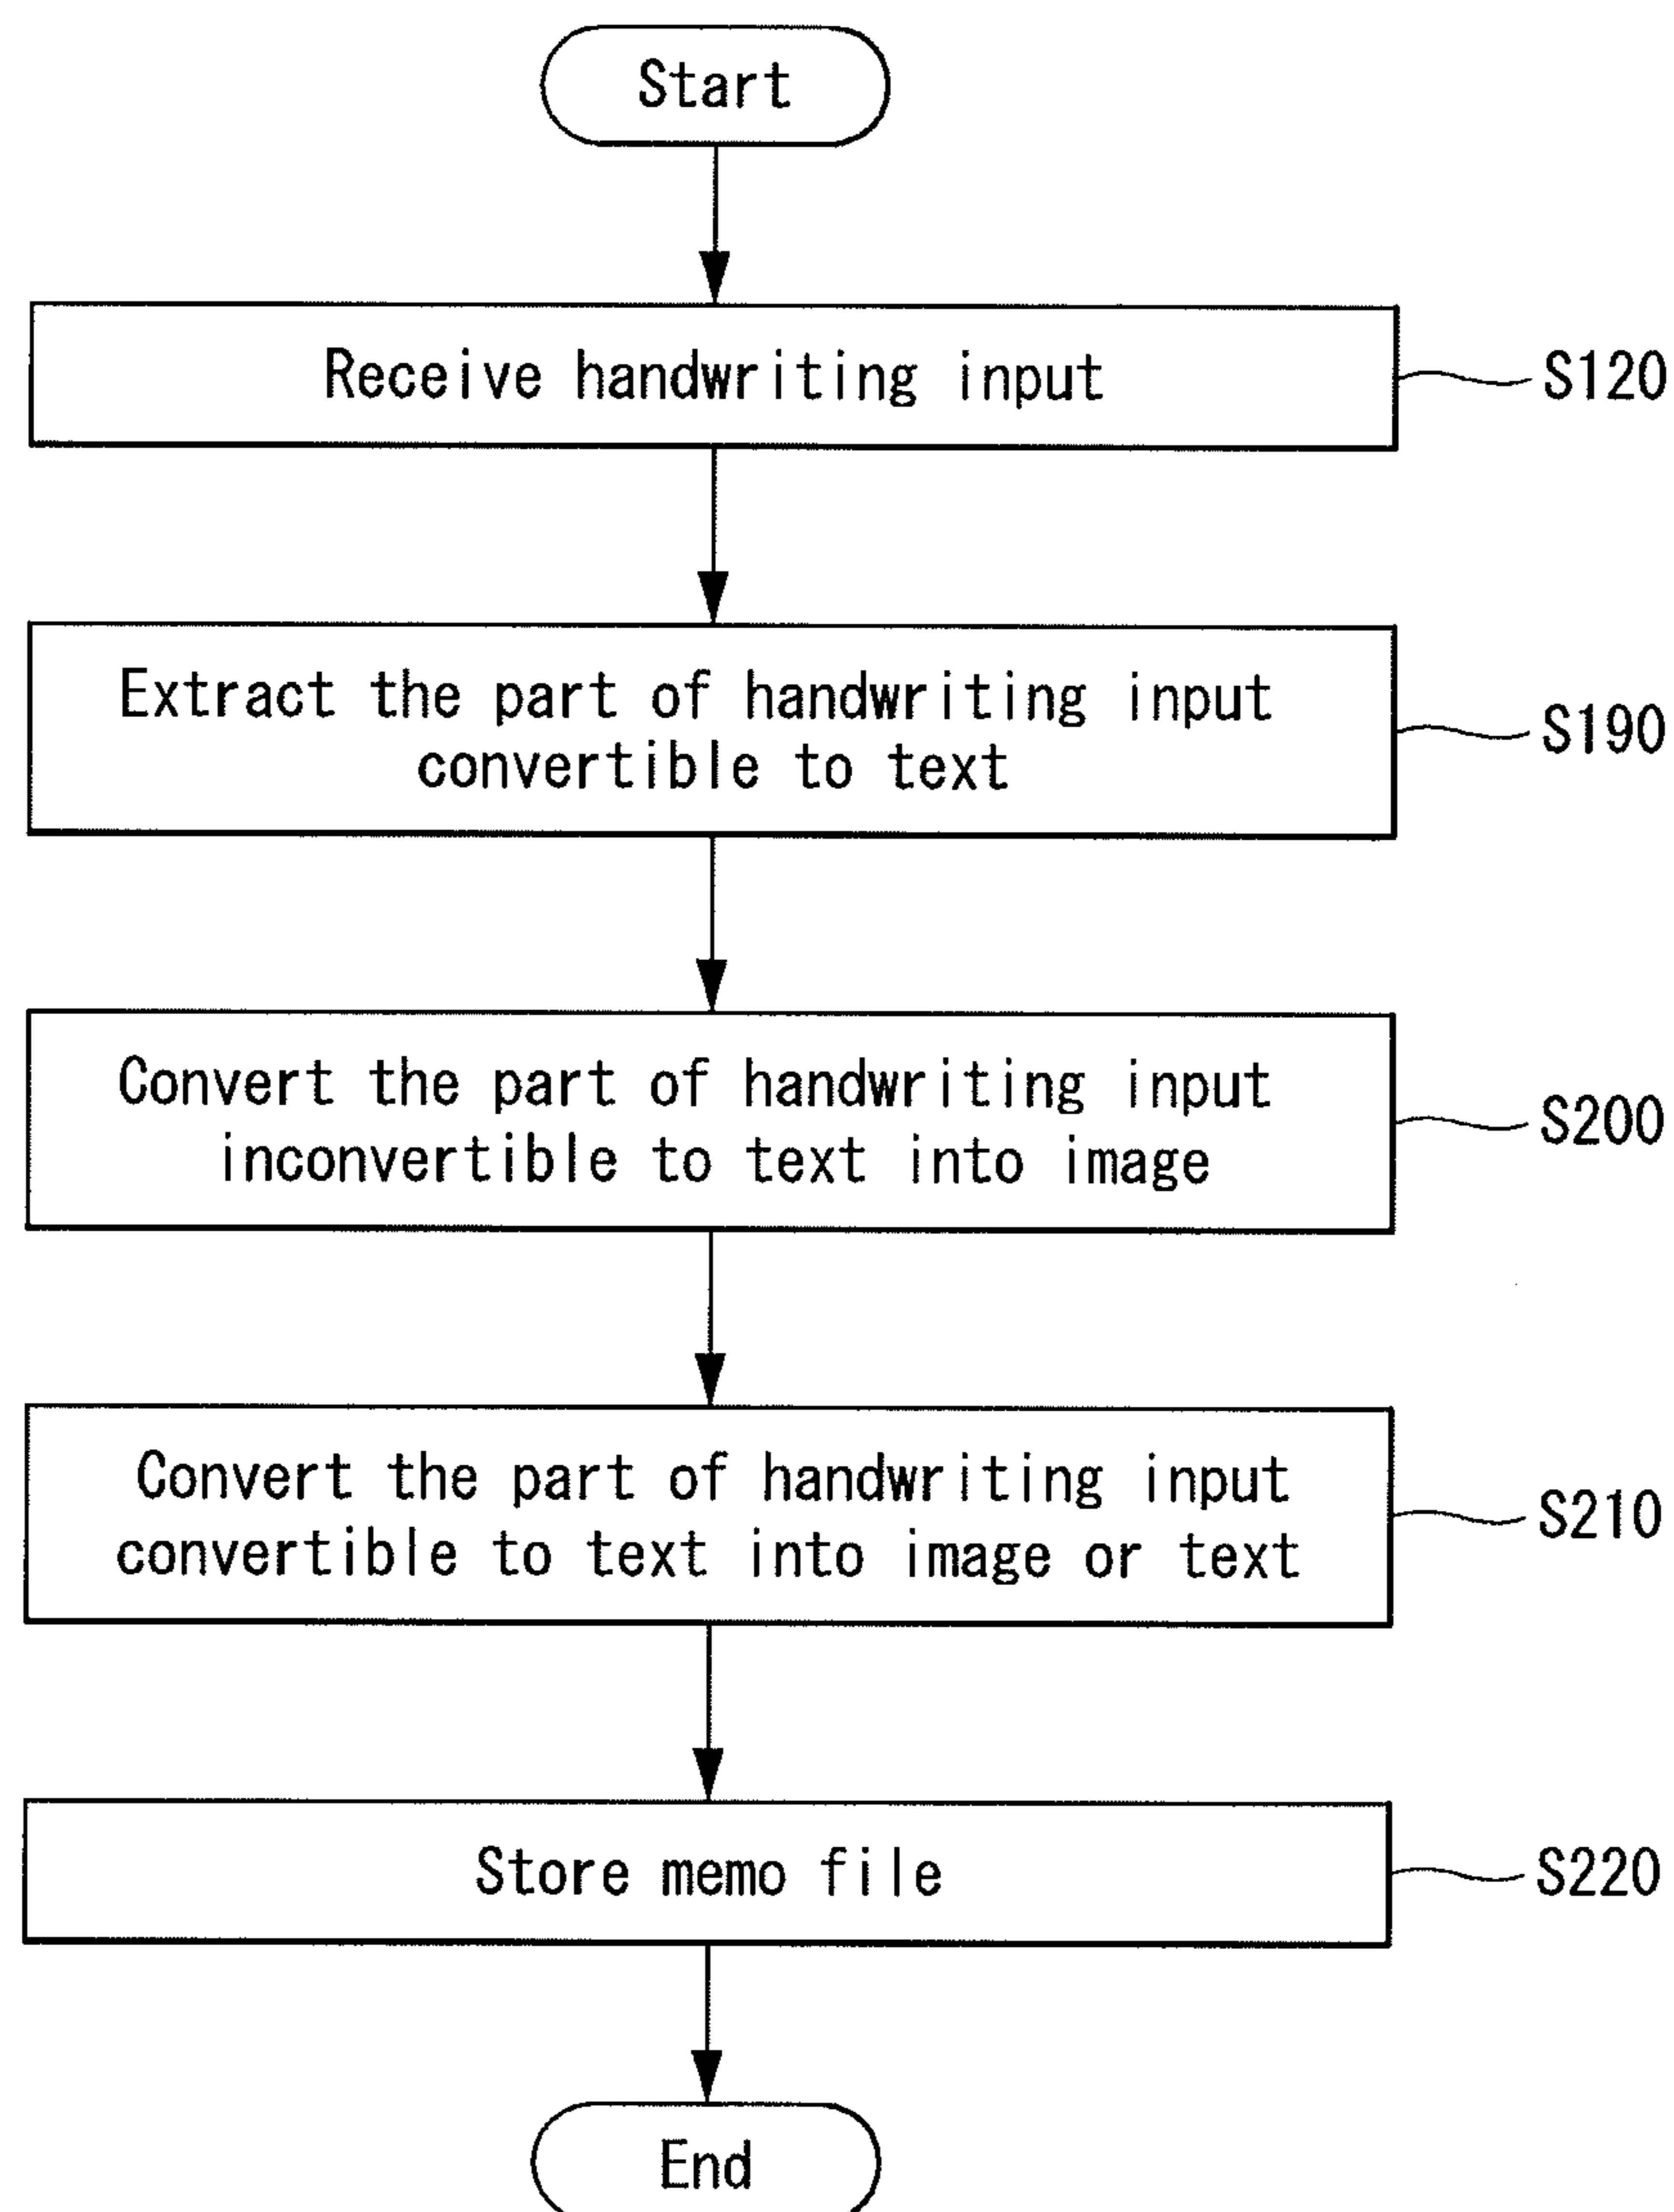 Start
Receive handwriting input
S120
Extract the part of handwriting input
convertible to text
S190
Convert the part of handwriting input
inconvertible to text into image
S200
Convert the part of handwriting input
convertible to text into image or text
S210
Store memo file
S220
End